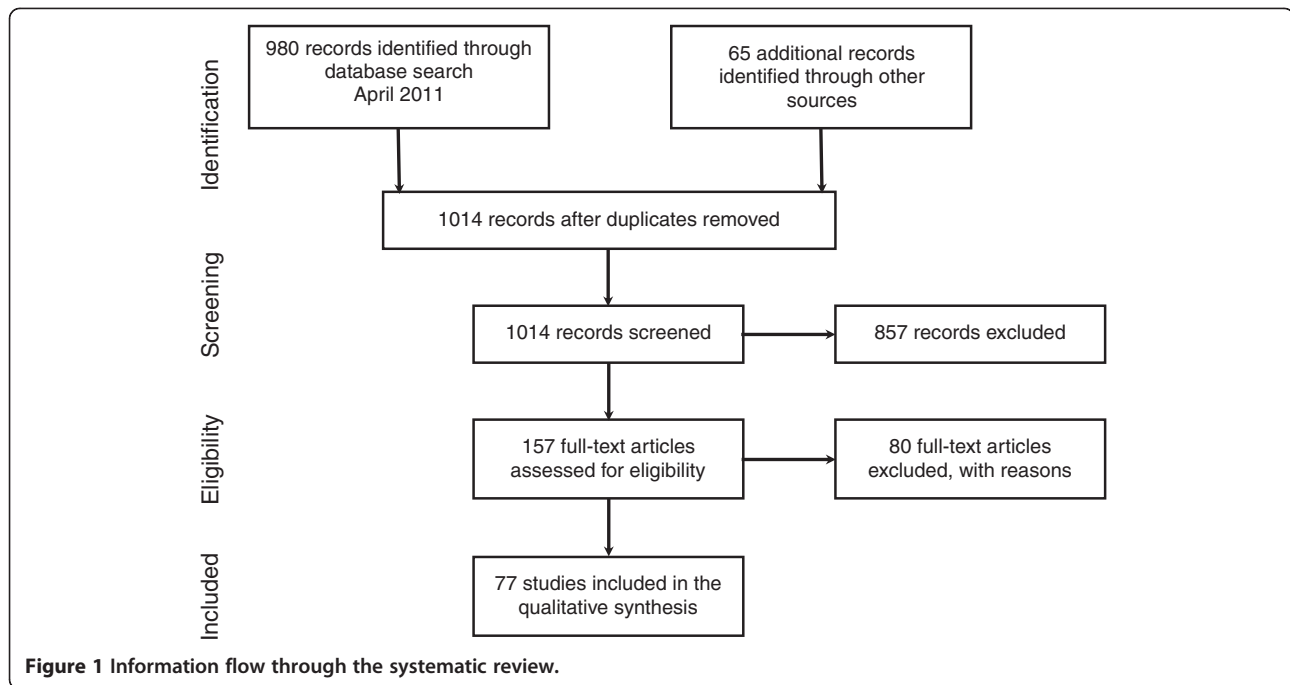 980 records identified through
database search
April 2011
65 additional records
identified through other
sources
Identification
1014 records after duplicates removed
Screening
1014 records screened
857 records excluded
Eligibility
157 full-text articles
assessed for eligibility
80 full-text articles
excluded, with reasons
Included
77 studies included in the
qualitative synthesis
Figure 1 Information flow through the systematic review.